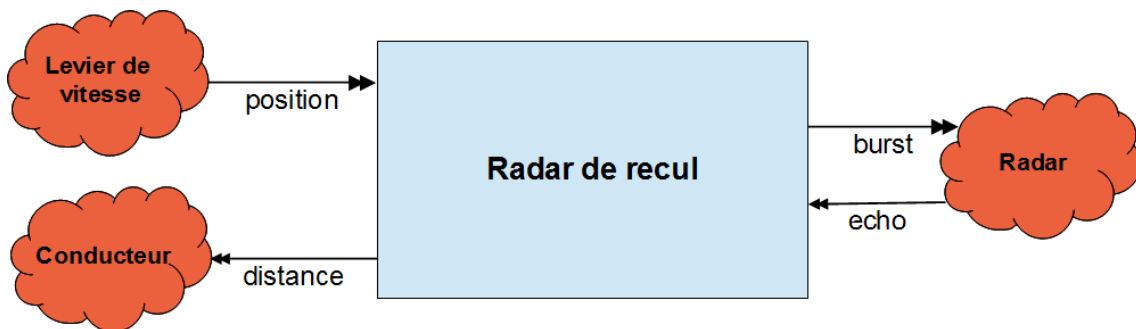 Levier de
vitesse
position
Radar de recul
burst
Radar
echo
Conducteur
distance